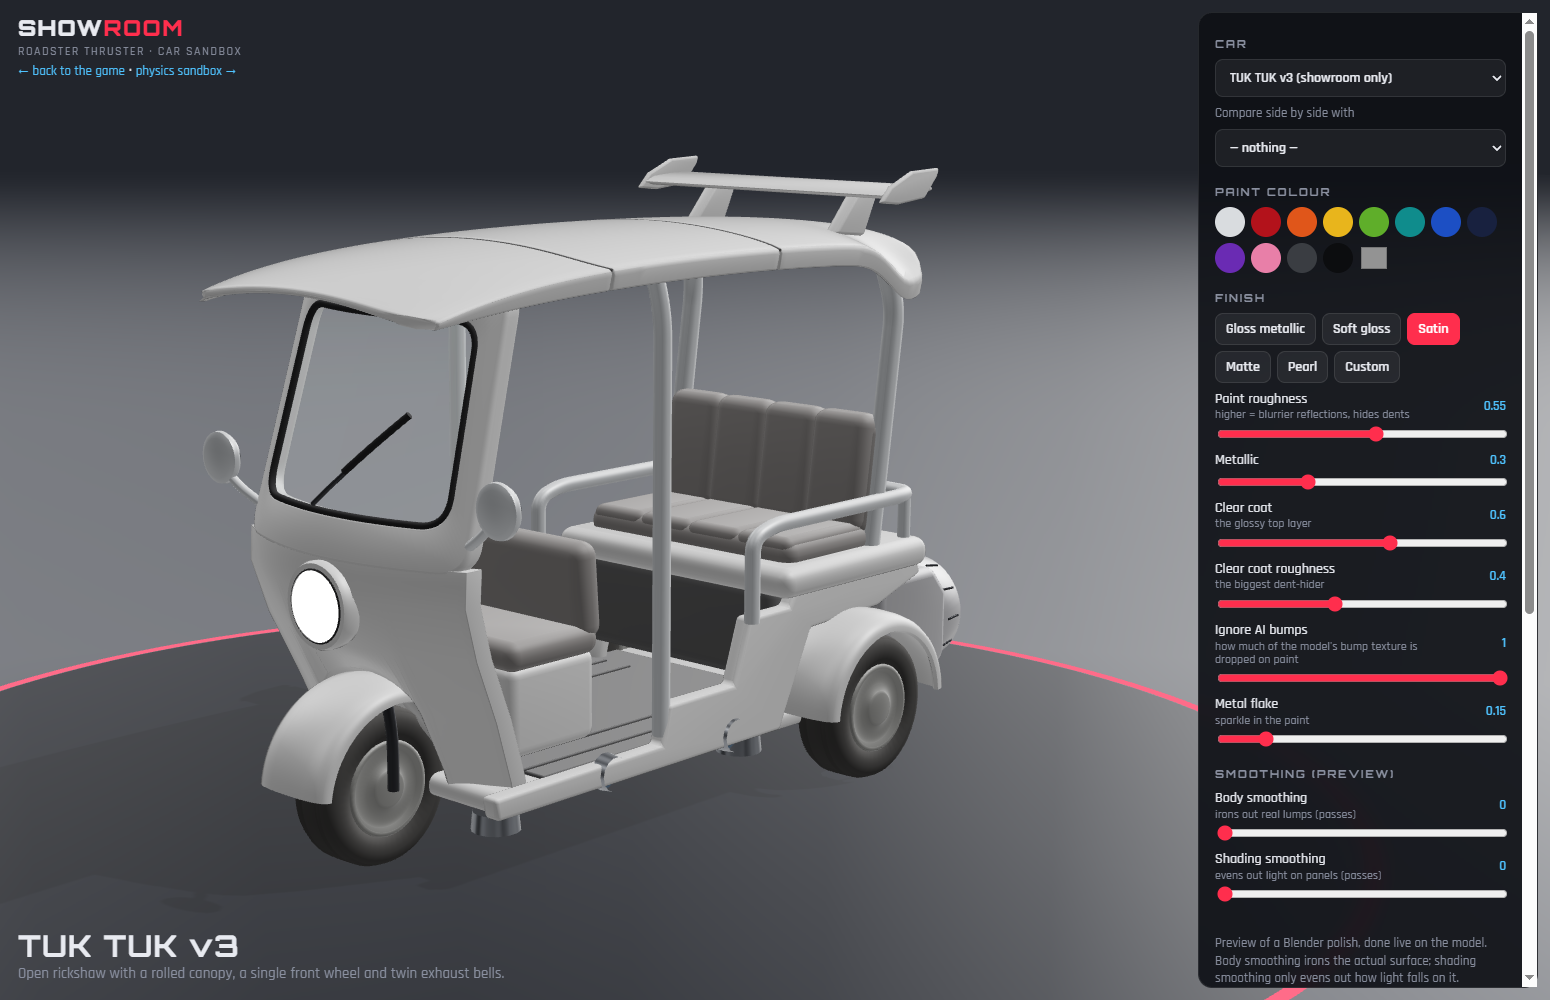 SHOWROOM
ROADSTER THRUSTER · CAR SANDBOX
← back to the game • physics sandbox →
CAR
TUK TUK v3 (showroom only)
Compare side by side with
— nothing —
PAINT COLOUR
FINISH
Gloss metallic Soft gloss Satin
Matte Pearl Custom
Paint roughness 0.55
higher = blurrier reflections, hides dents
Metallic 0.3
Clear coat 0.6
the glossy top layer
Clear coat roughness 0.4
the biggest dent-hider
Ignore AI bumps 1
how much of the model's bump texture is
dropped on paint
Metal flake 0.15
sparkle in the paint
SMOOTHING (PREVIEW)
Body smoothing 0
irons out real lumps (passes)
Shading smoothing 0
evens out light on panels (passes)
Preview of a Blender polish, done live on the model.
Body smoothing irons the actual surface; shading
smoothing only evens out how light falls on it.
TUK TUK v3
Open rickshaw with a rolled canopy, a single front wheel and twin exhaust bells.